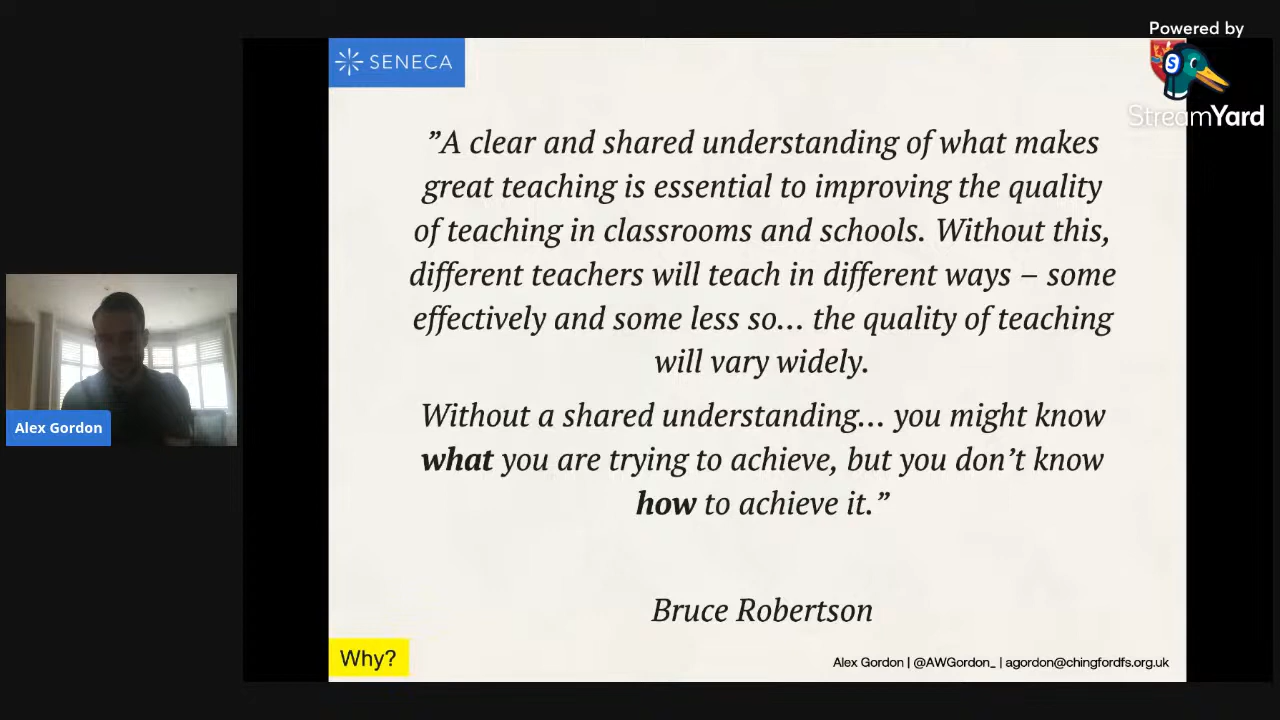 Powered by
StreamYard
S
SENECA
”A clear and shared understanding of what makes
great teaching is essential to improving the quality
of teaching in classrooms and schools. Without this,
different teachers will teach in different ways – some
effectively and some less so... the quality of teaching
will vary widely.
Without a shared understanding... you might know
what you are trying to achieve, but you don’t know
how to achieve it.”
Bruce Robertson
Alex Gordon
Why?
Alex Gordon | @AWGordon_ | agordon@chingfordfs.org.uk